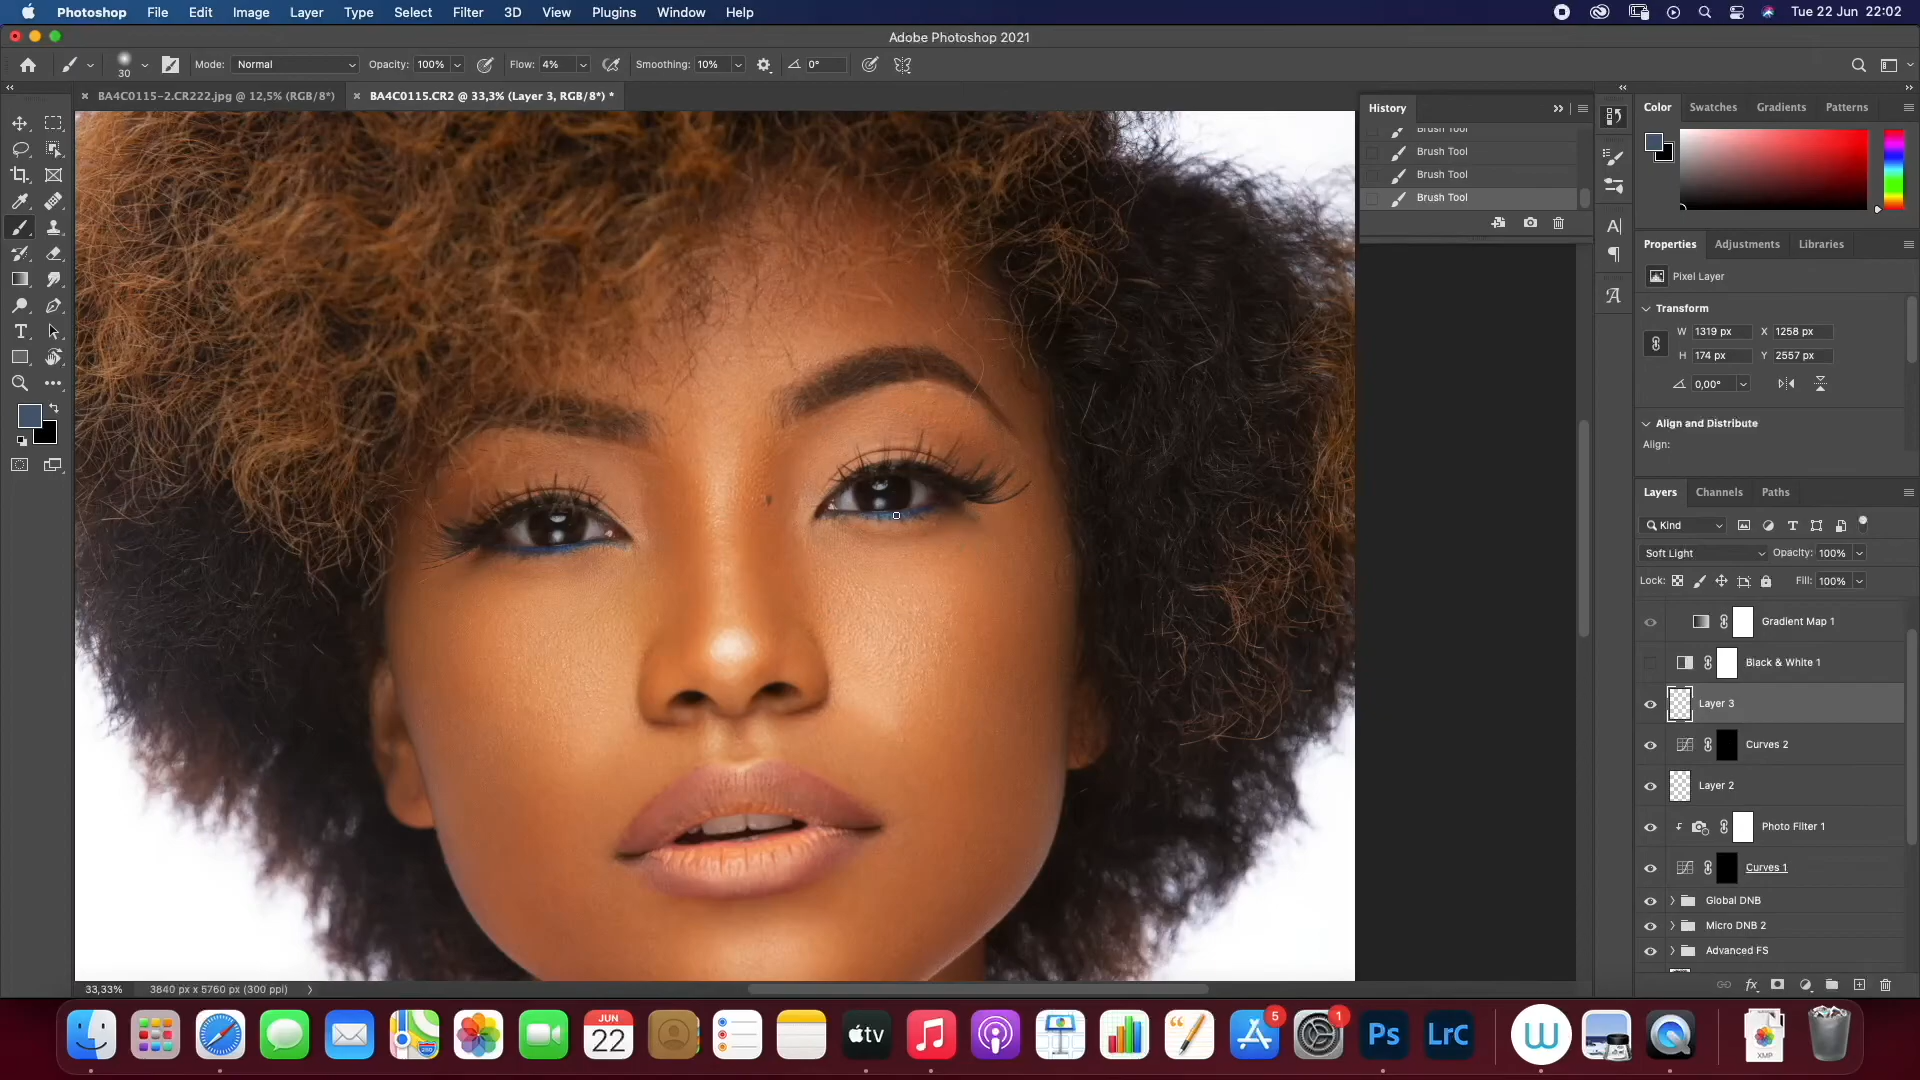 Photoshop File Edit Image Layer Type Select Filter 3D View Plugins Window Help Tue 22 Jun 22:02
Adobe Photoshop 2021
30 Mode: Normal Opacity: 100% Flow: 4% Smoothing: 10% 0°
BA4C0115-2.CR222.jpg @ 12,5% (RGB/8*) BA4C0115.CR2 @ 33,3% (Layer 3, RGB/8*) *
History
Brush Tool
Brush Tool
Brush Tool
Brush Tool
Color Swatches Gradients Patterns
Properties Adjustments Libraries
Pixel Layer
Transform
W 1319 px X 1258 px
H 174 px Y 2557 px
0,00°
Align and Distribute
Align:
Layers Channels Paths
Kind
Soft Light Opacity: 100%
Lock: Fill: 100%
Gradient Map 1
Black & White 1
Layer 3
Curves 2
Layer 2
Photo Filter 1
Curves 1
Global DNB
Micro DNB 2
Advanced FS
fx
33,33% 3840 px x 5760 px (300 ppi)
JUN
22
tv
5
1
Ps
LrC
W
XMP